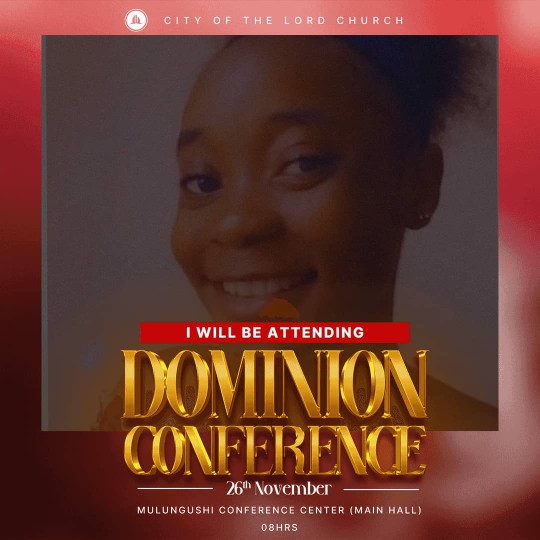 CITY OF THE LORD CHURCH
I WILL BE ATTENDING
DOMINION
CONFERENCE
26th November
MULUNGUSHI CONFERENCE CENTER (MAIN HALL)
08HRS